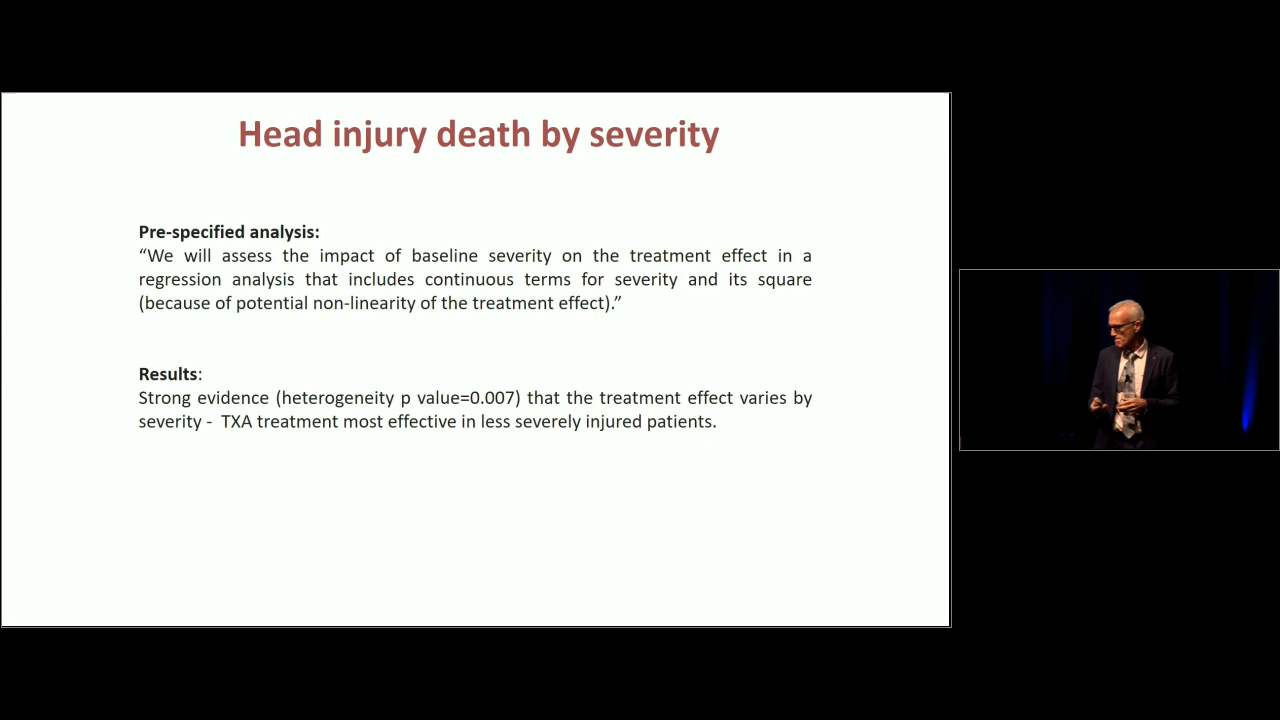 Head injury death by severity
Pre-specified analysis:
“We will assess the impact of baseline severity on the treatment effect in a
regression analysis that includes continuous terms for severity and its square
(because of potential non-linearity of the treatment effect).”
Results:
Strong evidence (heterogeneity p value=0.007) that the treatment effect varies by
severity -  TXA treatment most effective in less severely injured patients.